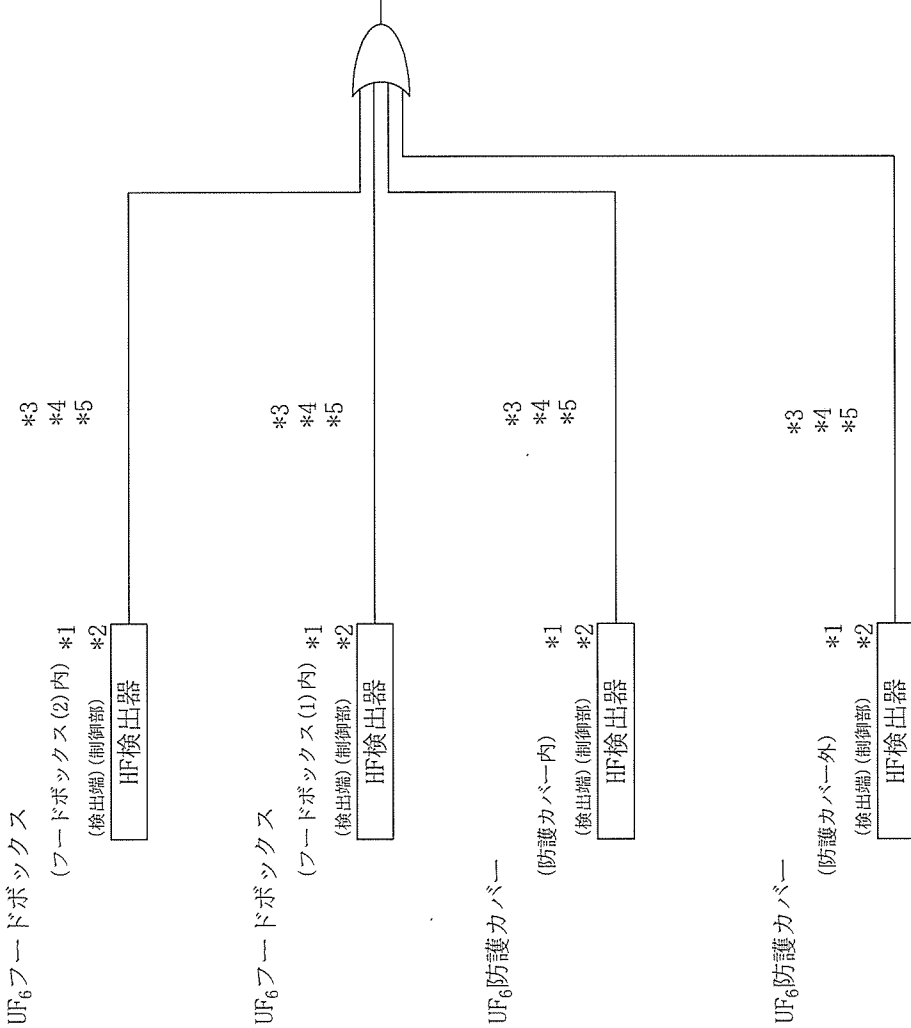 UF6フードボックス
(フードボックス(2)内) *1
(検出端)(制御部) *2
HF検出器
*3
*4
*5
UF6フードボックス
(フードボックス(1)内) *1
(検出端)(制御部) *2
HF検出器
*3
*4
*5
UF6防護カバー
(防護カバー内) *1
(検出端)(制御部) *2
HF検出器
*3
*4
*5
UF6防護カバー
(防護カバー外) *1
(検出端)(制御部) *2
HF検出器
*3
*4
*5